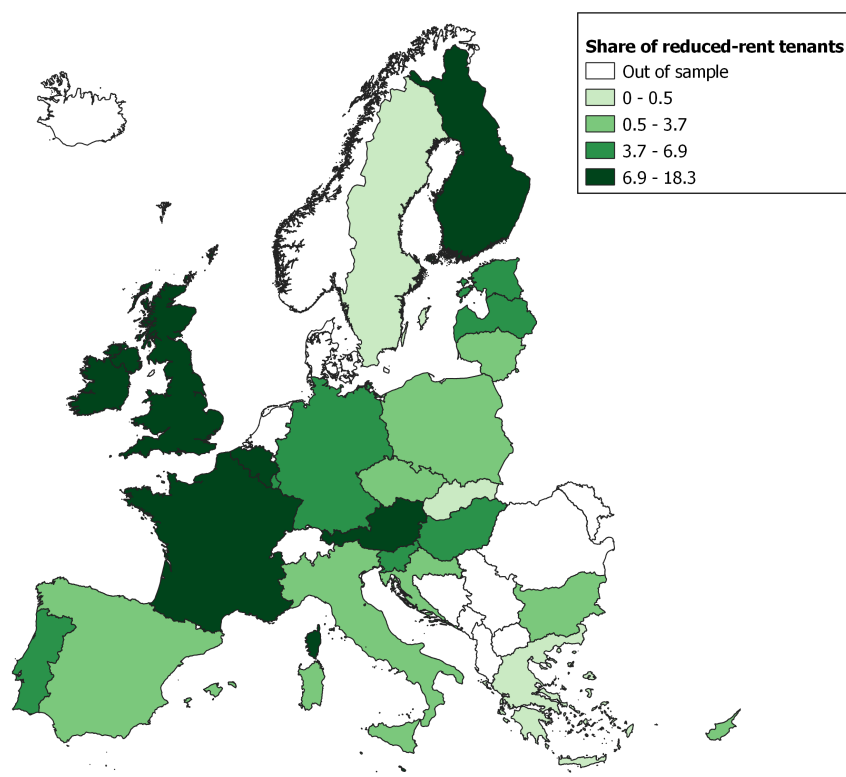 Share of reduced-rent tenants
Out of sample
0 - 0.5
0.5 - 3.7
3.7 - 6.9
6.9 - 18.3